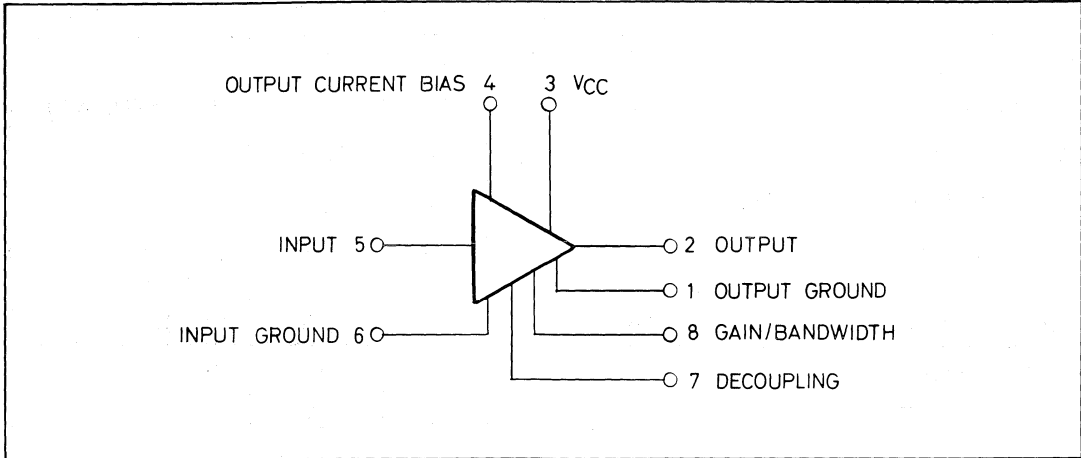 OUTPUT CURRENT BIAS 4
3 VCC
INPUT 5
2 OUTPUT
1 OUTPUT GROUND
INPUT GROUND 6
8 GAIN/BANDWIDTH
7 DECOUPLING